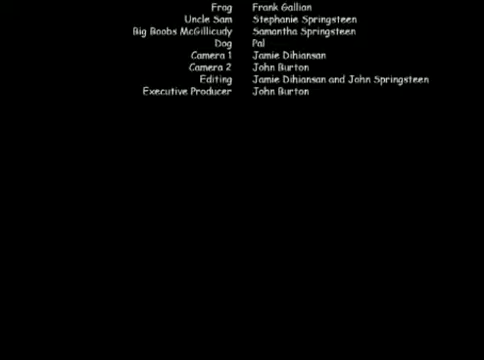 Frog Frank Gallian
Uncle Sam Stephanie Springsteen
Big Boobs McGillicudy Samantha Springsteen
Dog Pal
Camera 1 Jamie Dihiansan
Camera 2 John Burton
Editing Jamie Dihiansan and John Springsteen
Executive Producer John Burton